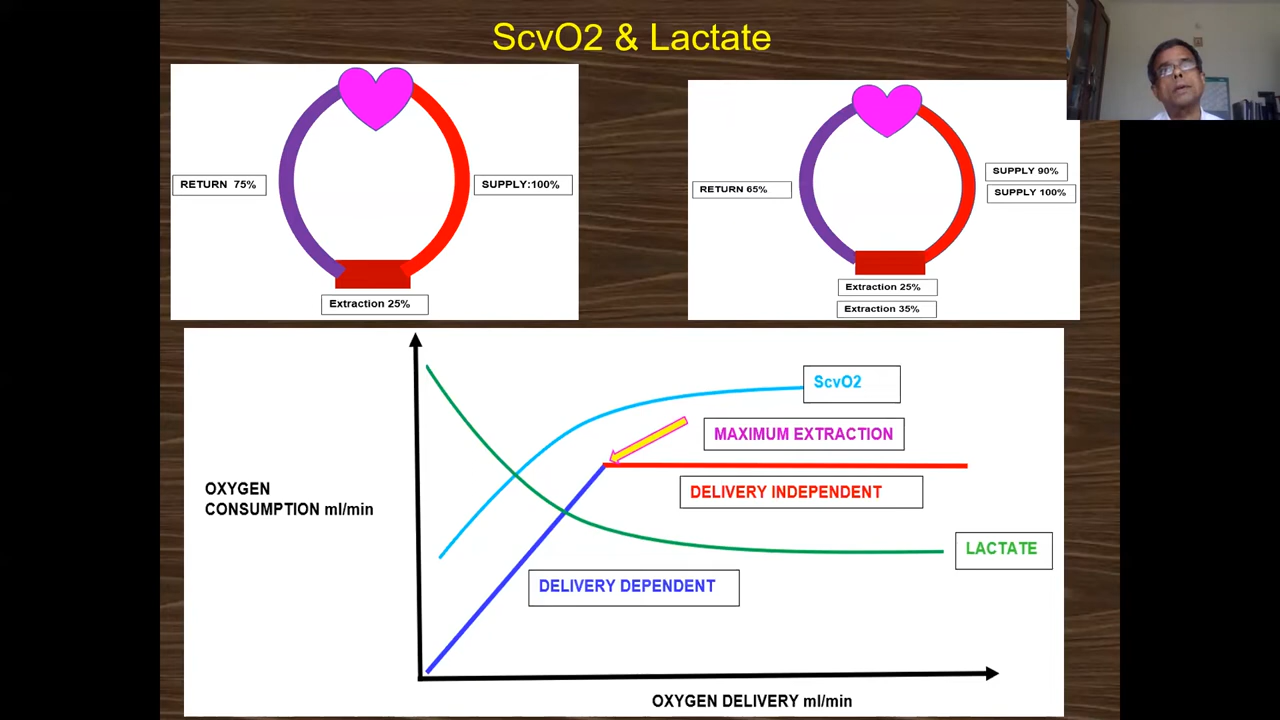 ScvO2 & Lactate
RETURN 75%
SUPPLY:100%
Extraction 25%
RETURN 65%
SUPPLY 90%
SUPPLY 100%
Extraction 25%
Extraction 35%
ScvO2
MAXIMUM EXTRACTION
OXYGEN
CONSUMPTION ml/min
DELIVERY INDEPENDENT
LACTATE
DELIVERY DEPENDENT
OXYGEN DELIVERY ml/min